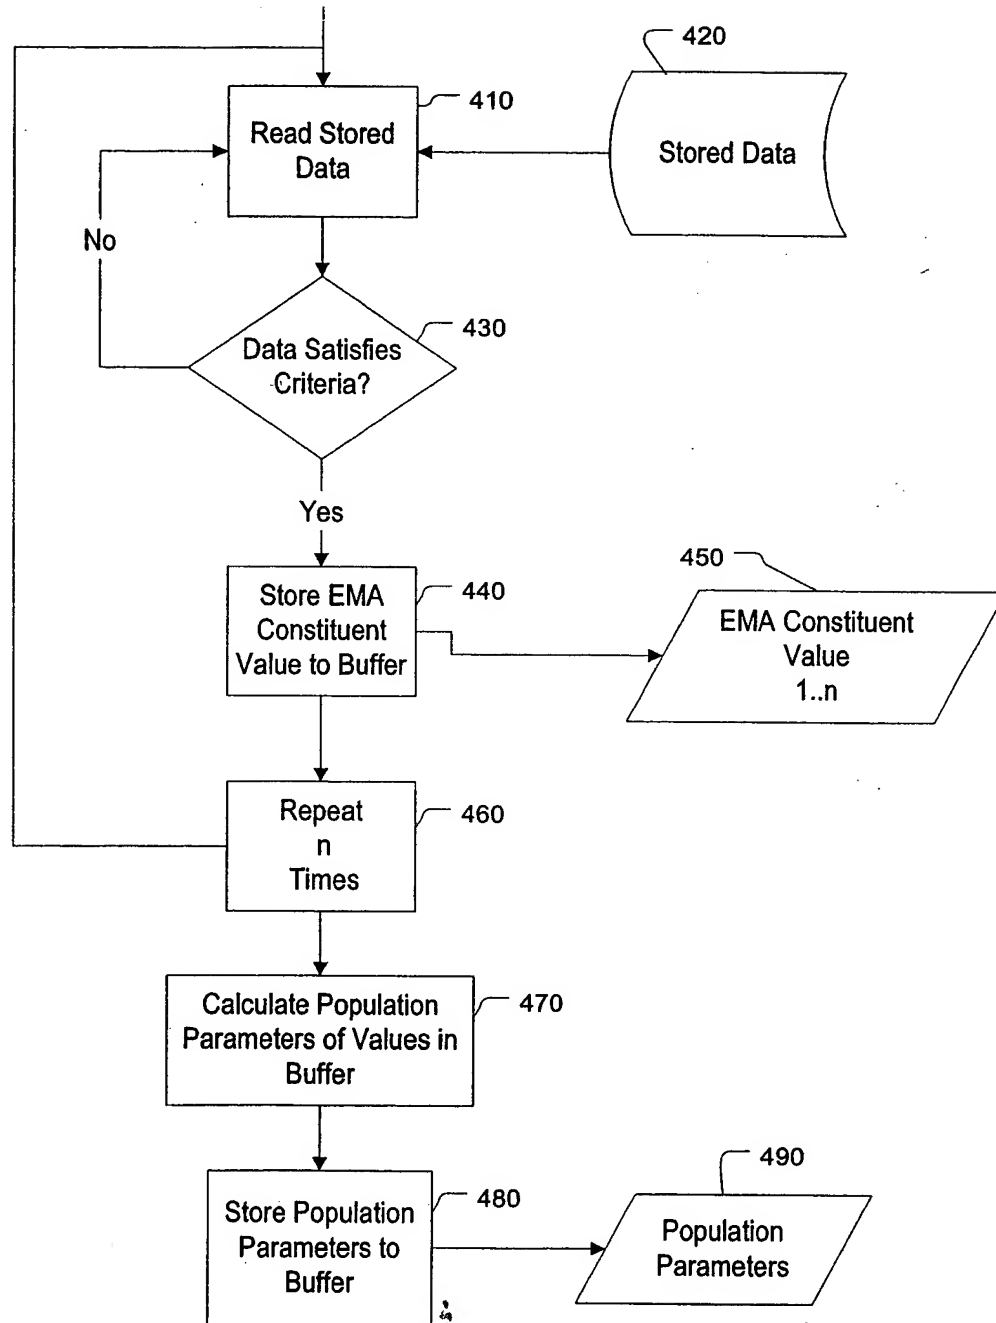 420
410
Read Stored
Data
Stored Data
No
430
Data Satisfies
Criteria?
Yes
450
440
Store EMA
Constituent
Value to Buffer
EMA Constituent
Value
1..n
460
Repeat
n
Times
470
Calculate Population
Parameters of Values in
Buffer
490
480
Store Population
Parameters to
Buffer
Population
Parameters